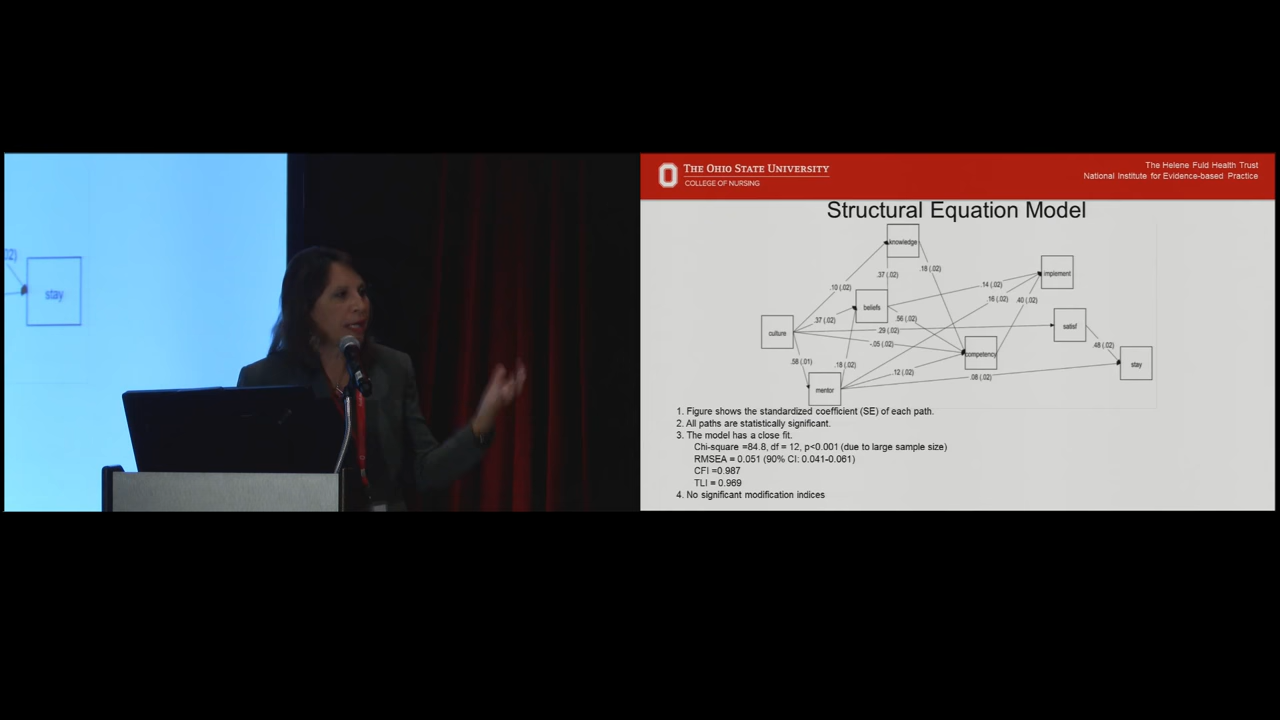 02)
stay
THE OHIO STATE UNIVERSITY
COLLEGE OF NURSING
The Helene Fuld Health Trust
National Institute for Evidence-based Practice
Structural Equation Model
knowledge
.37 (.02)
.18 (.02)
implement
.10 (.02)
.14 (.02)
.16 (.02)
.40 (.02)
beliefs
.37 (.02)
.56 (.02)
culture
.29 (.02)
satisf
-.05 (.02)
.48 (.02)
competency
.58 (.01)
.18 (.02)
stay
.12 (.02)
.08 (.02)
mentor
1. Figure shows the standardized coefficient (SE) of each path.
2. All paths are statistically significant.
3. The model has a close fit.
Chi-square =84.8, df = 12, p<0.001 (due to large sample size)
RMSEA = 0.051 (90% CI: 0.041-0.061)
CFI =0.987
TLI = 0.969
4. No significant modification indices